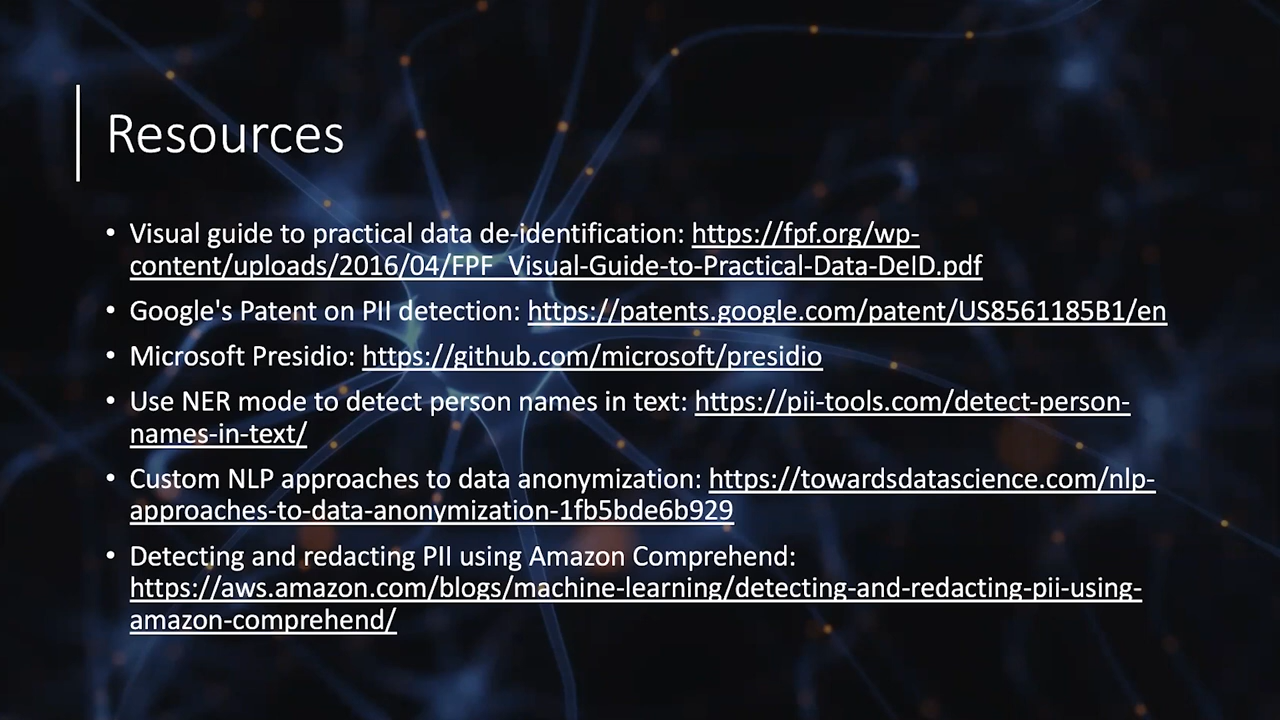 Resources
• Visual guide to practical data de-identification: https://fpf.org/wp-
content/uploads/2016/04/FPF_Visual-Guide-to-Practical-Data-DeID.pdf
• Google's Patent on PII detection: https://patents.google.com/patent/US8561185B1/en
• Microsoft Presidio: https://github.com/microsoft/presidio
• Use NER mode to detect person names in text: https://pii-tools.com/detect-person-
names-in-text/
• Custom NLP approaches to data anonymization: https://towardsdatascience.com/nlp-
approaches-to-data-anonymization-1fb5bde6b929
• Detecting and redacting PII using Amazon Comprehend:
https://aws.amazon.com/blogs/machine-learning/detecting-and-redacting-pii-using-
amazon-comprehend/